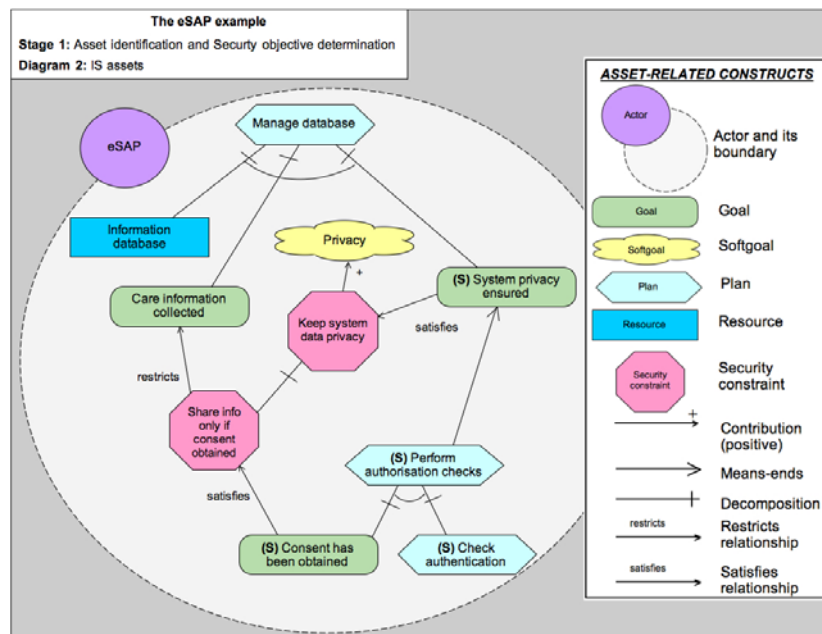 The eSAP example
Stage 1: Asset identification and Securty objective determination
Diagram 2: IS assets
eSAP
Manage database
Information
database
Privacy
(S) System privacy
ensured
Care information
collected
Keep system
data privacy
satisfies
restricts
+
Share info
only if
consent
obtained
(S) Perform
authorisation checks
satisfies
(S) Consent has
been obtained
(S) Check
authentication
ASSET-RELATED CONSTRUCTS
Actor
Actor and its
boundary
Goal
Goal
Softgoal
Softgoal
Plan
Plan
Resource
Resource
Security
constraint
Security
constraint
+
Contribution
(positive)
Means-ends
Decomposition
restricts
Restricts
relationship
satisfies
Satisfies
relationship